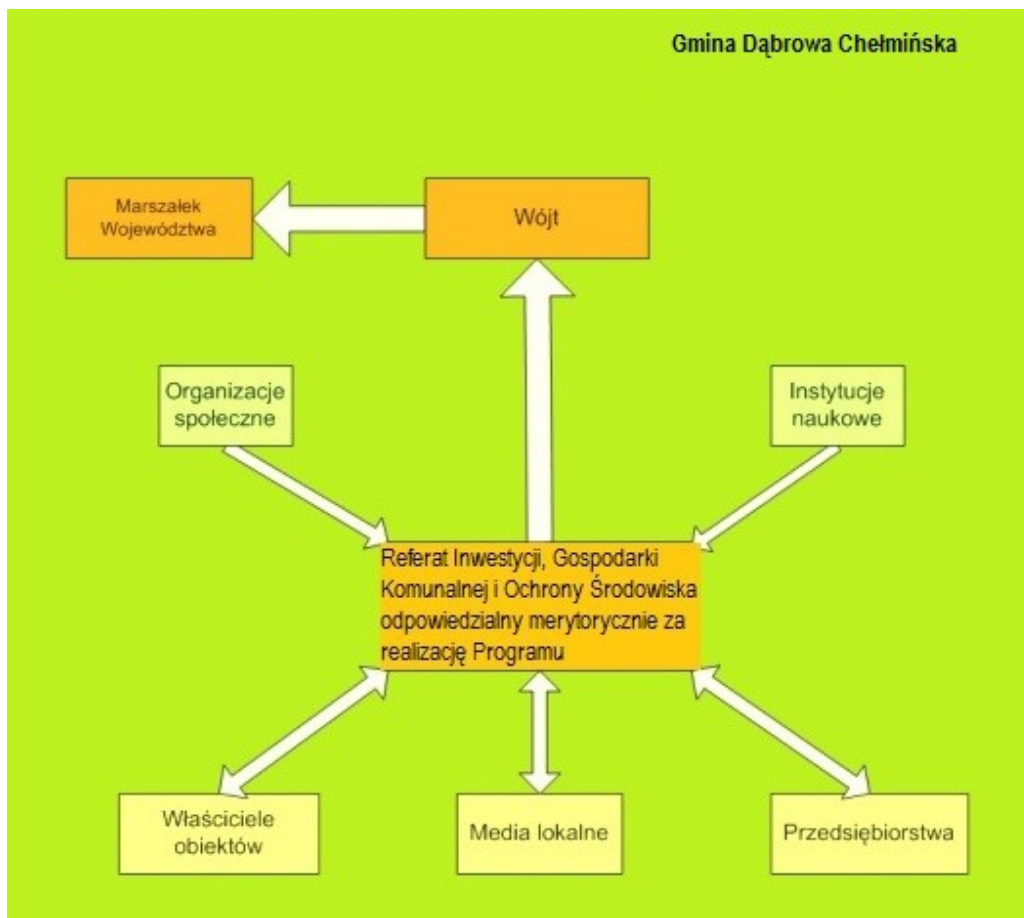 Gmina Dąbrowa Chełmińska
Marszałek
Województwa
Wójt
Organizacje
społeczne
Instytucje
naukowe
Referat Inwestycji, Gospodarki
Komunalnej i Ochrony Środowiska
odpowiedzialny merytorycznie za
realizację Programu
Właściciele
obiektów
Media lokalne
Przedsiębiorstwa